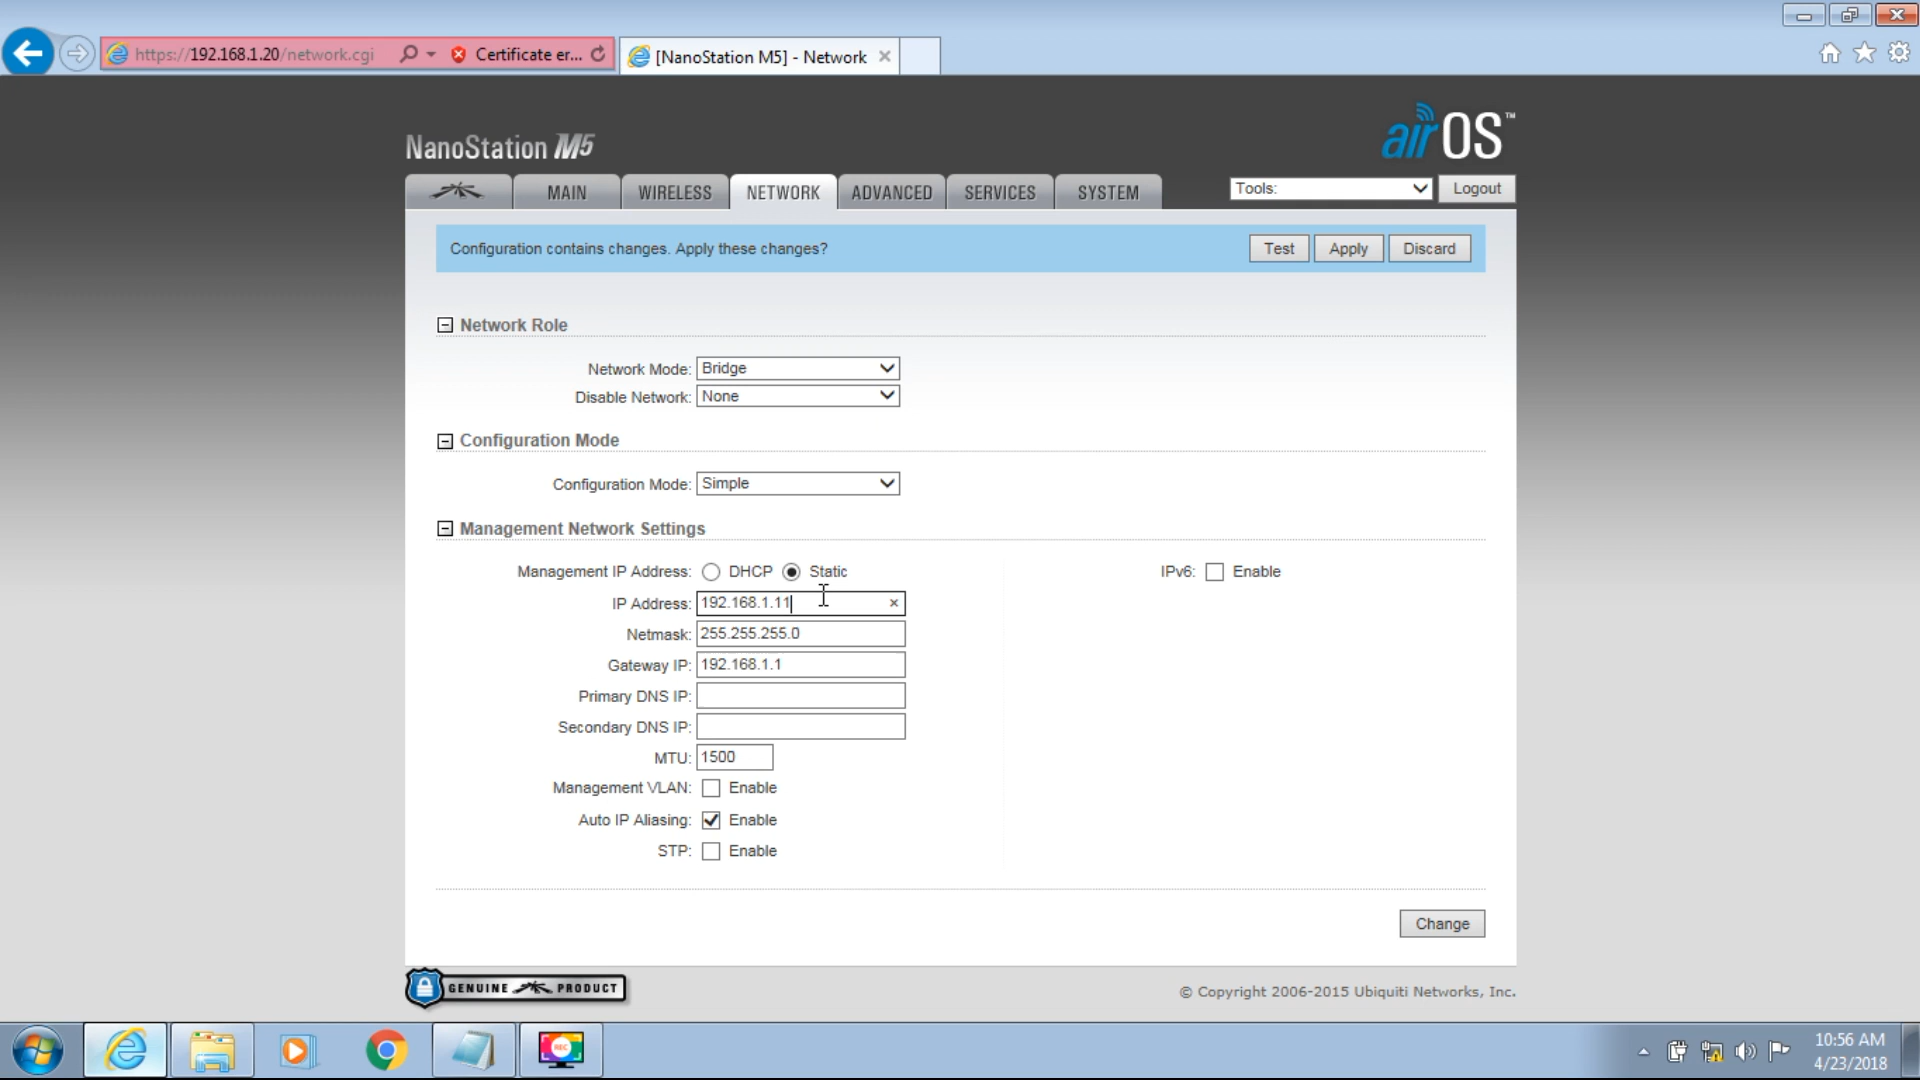 https://192.168.1.20/network.cgi
Certificate er...
[NanoStation M5] - Network
NanoStation M5
airOS™
MAIN
WIRELESS
NETWORK
ADVANCED
SERVICES
SYSTEM
Tools:
Logout
Configuration contains changes. Apply these changes?
Test
Apply
Discard
Network Role
Network Mode: Bridge
Disable Network: None
Configuration Mode
Configuration Mode: Simple
Management Network Settings
Management IP Address: DHCP Static
IPv6: Enable
IP Address: 192.168.1.11
Netmask: 255.255.255.0
Gateway IP: 192.168.1.1
Primary DNS IP:
Secondary DNS IP:
MTU: 1500
Management VLAN: Enable
Auto IP Aliasing: Enable
STP: Enable
Change
GENUINE PRODUCT
© Copyright 2006-2015 Ubiquiti Networks, Inc.
REC
10:56 AM
4/23/2018